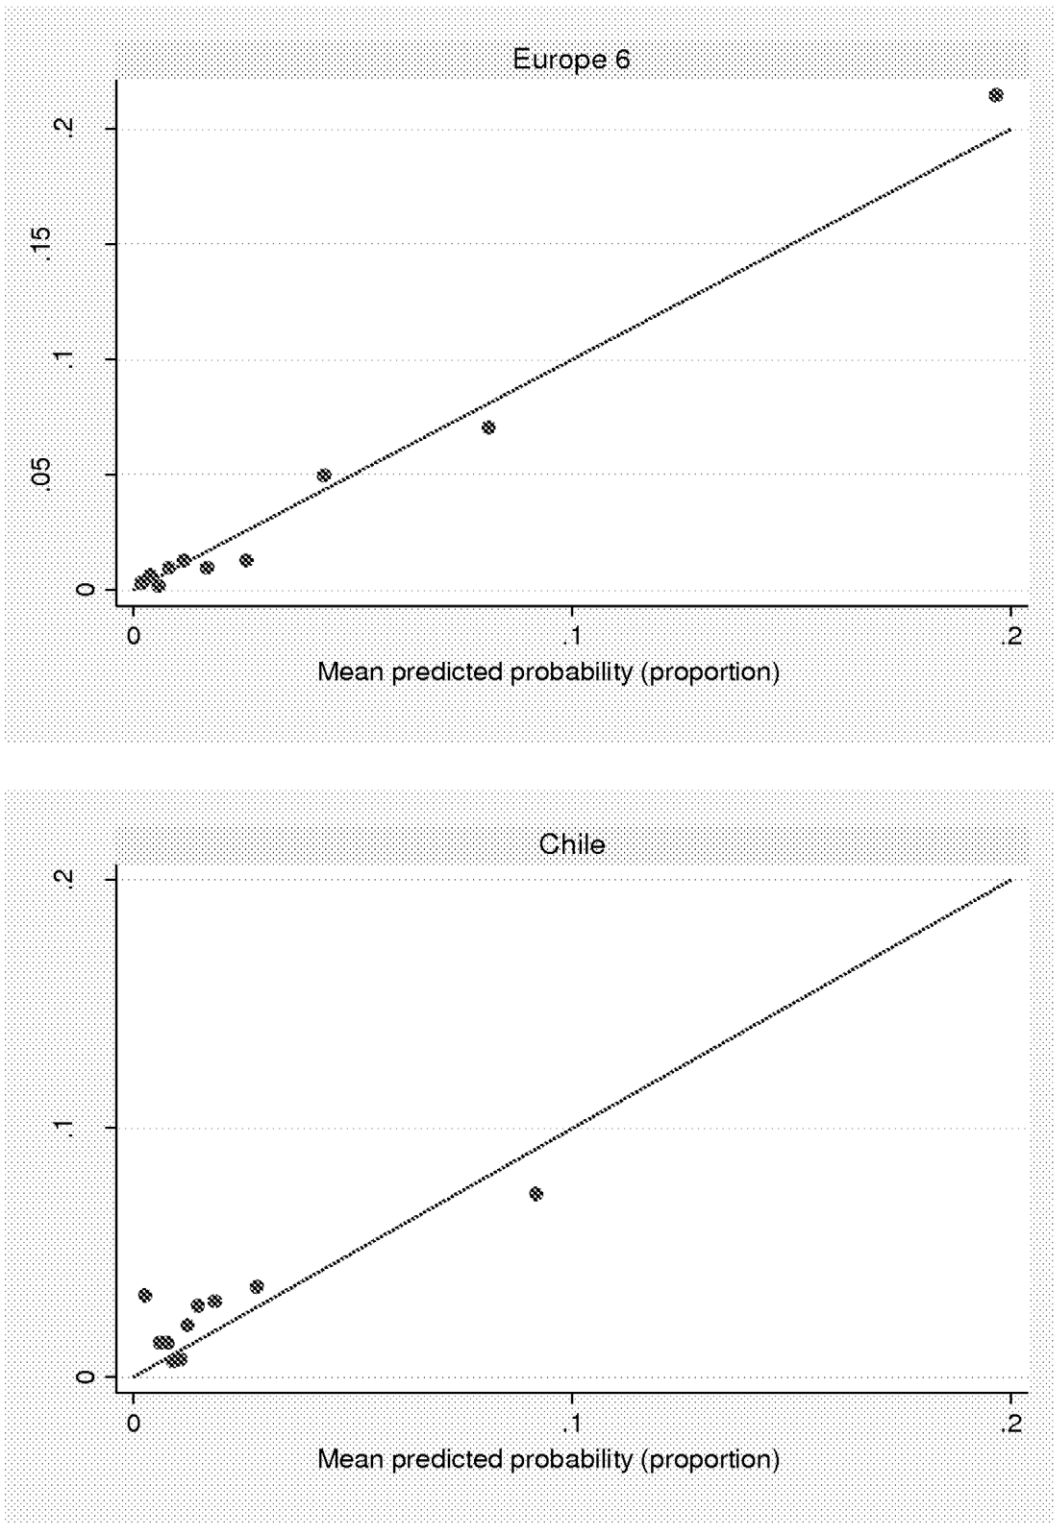 Europe 6
.2
.15
.1
.05
0
0 .1 .2
Mean predicted probability (proportion)
Chile
.2
.1
0
0 .1 .2
Mean predicted probability (proportion)